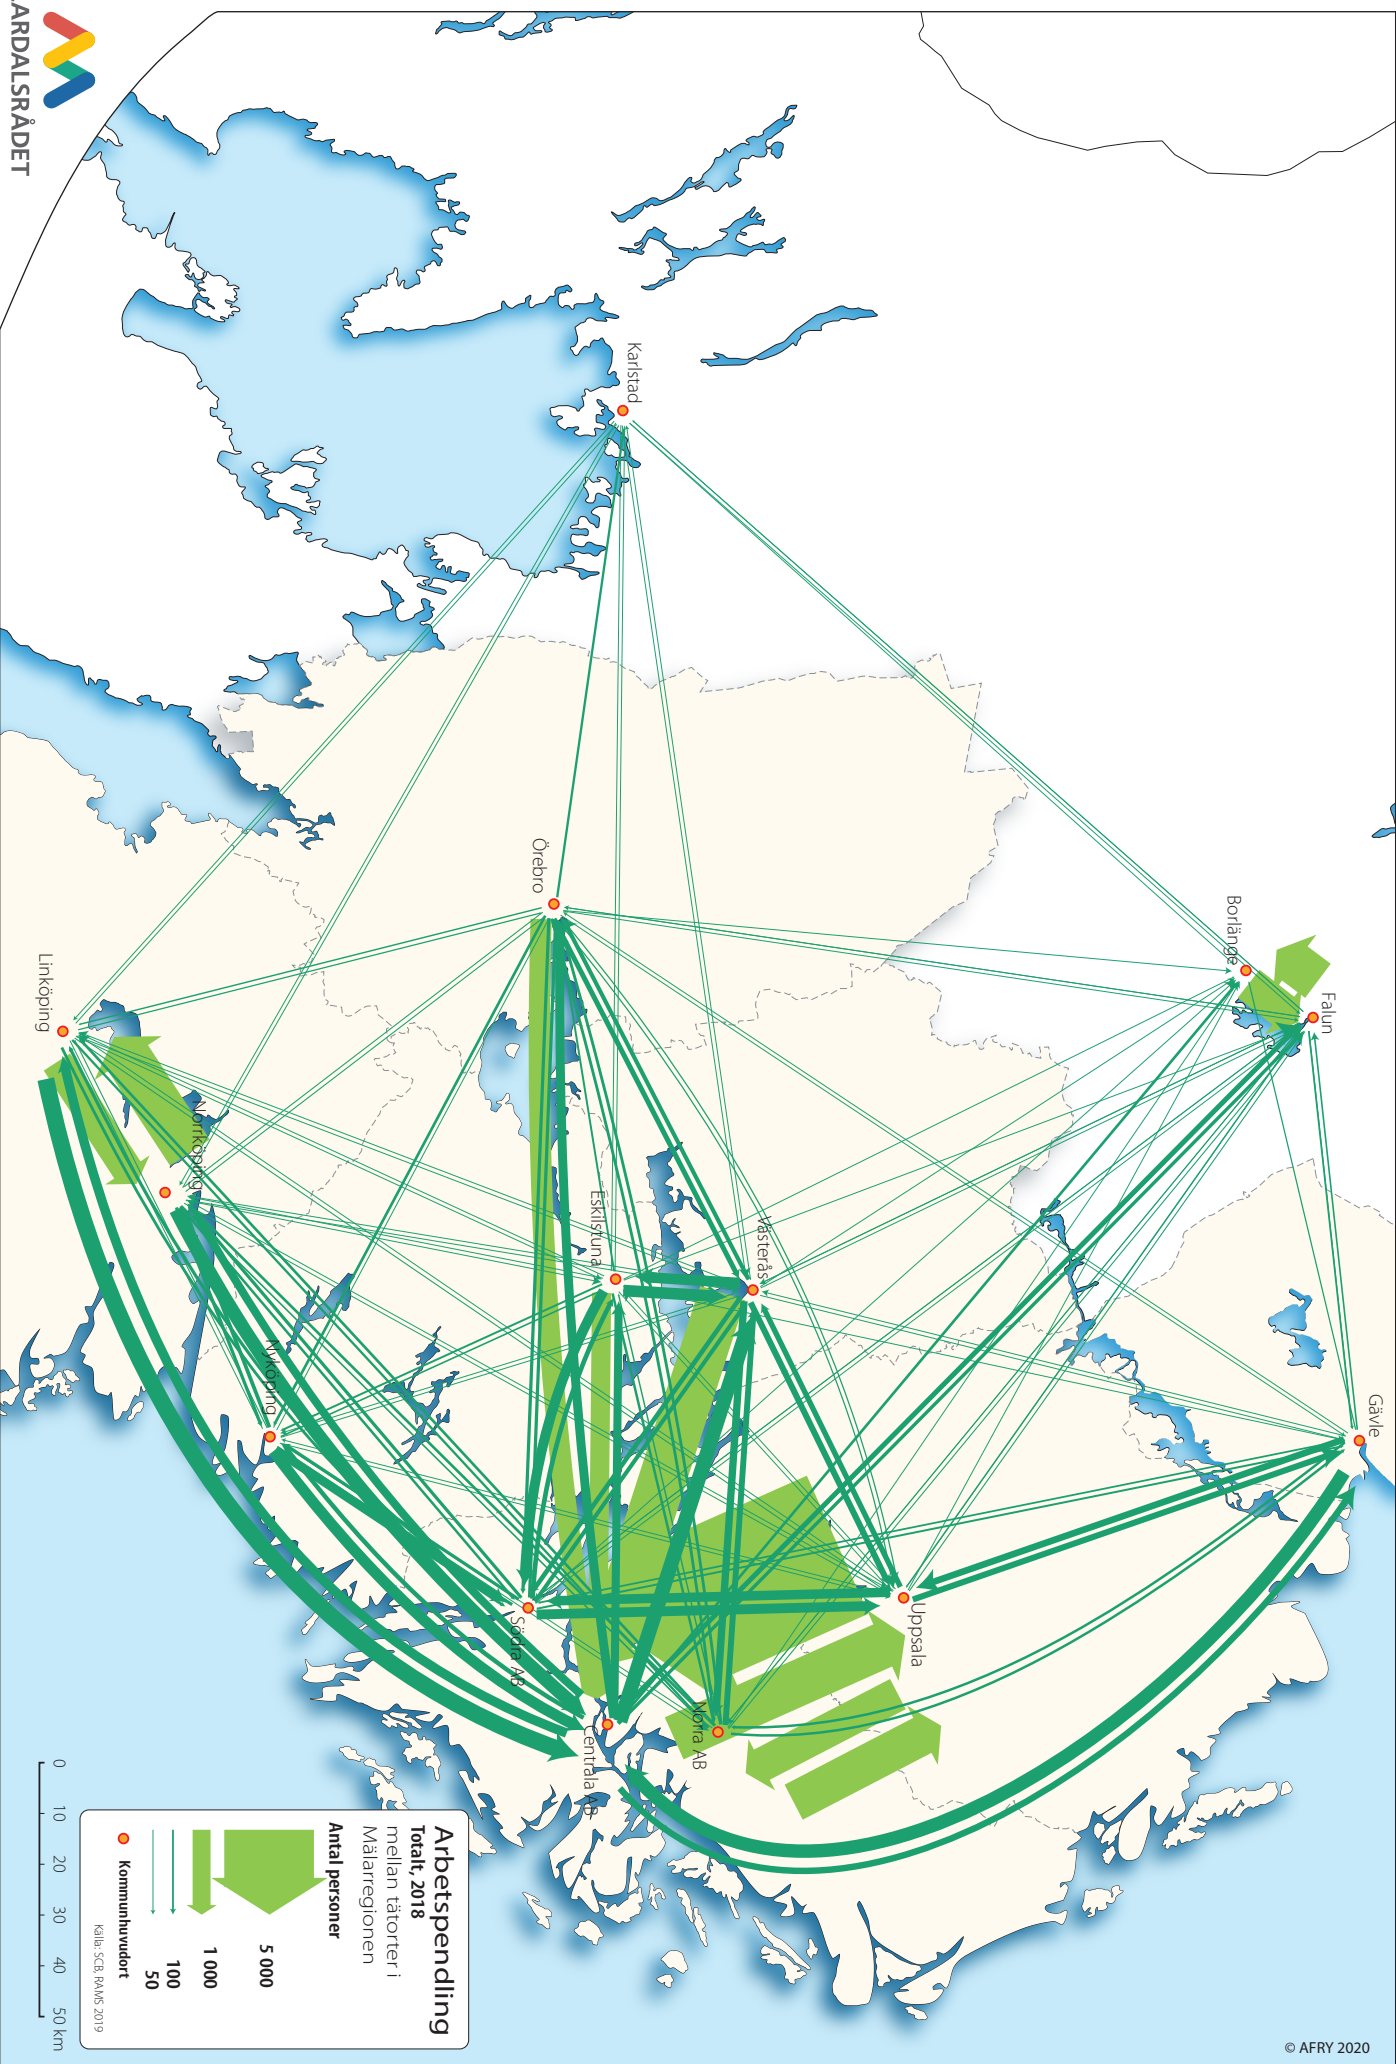 ARDALSRÅDET
Karlstad
Örebro
Borlänge
Falun
Linköping
Norrköping
Eskilstuna
Västerås
Nyköping
Gävle
Södra AB
Uppsala
Norra AB
Centrala AB
Arbetspendling
Totalt, 2018
mellan tätorter i
Mälarregionen
Antal personer
5 000
1 000
100
50
Kommunhuvudort
Källa: SCB, RAMS 2019
0 10 20 30 40 50 km
© AFRY 2020